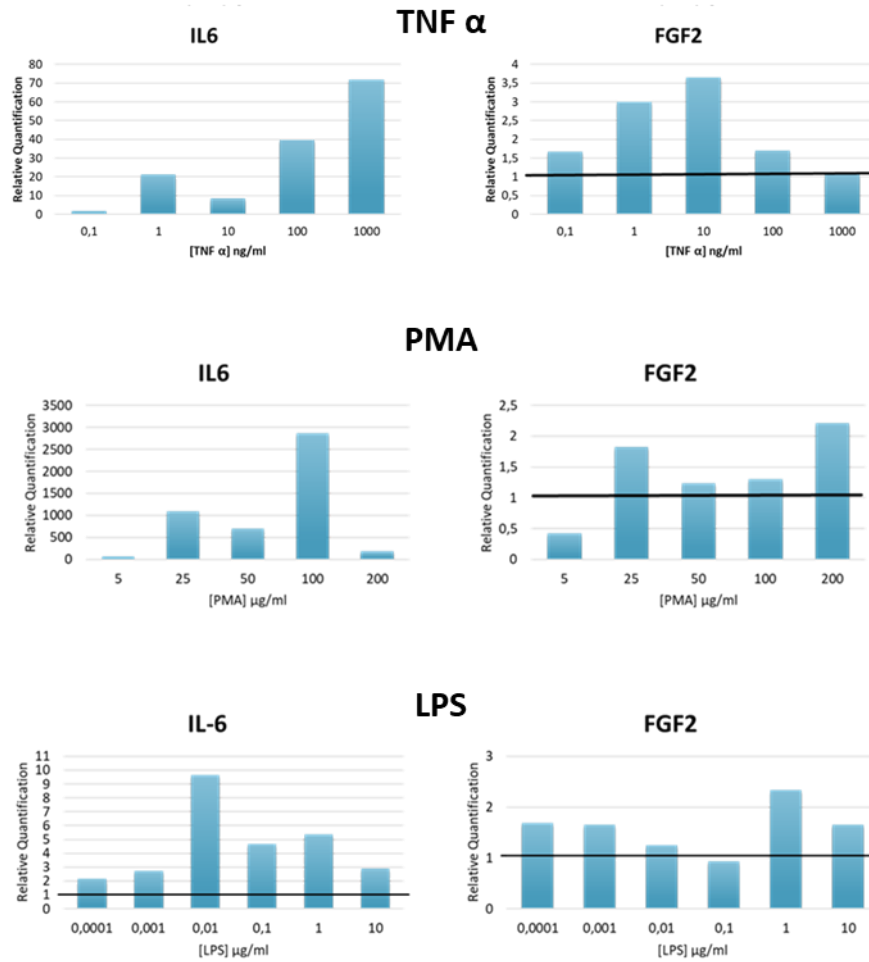 TNF α
IL6
Relative Quantification
80
70
60
50
40
30
20
10
0
0,1 1 10 100 1000
[TNF α] ng/ml
FGF2
Relative Quantification
4
3,5
3
2,5
2
1,5
1
0,5
0
0,1 1 10 100 1000
[TNF α] ng/ml
PMA
IL6
Relative Quantification
3500
3000
2500
2000
1500
1000
500
0
5 25 50 100 200
[PMA] µg/ml
FGF2
Relative Quantification
2,5
2
1,5
1
0,5
0
5 25 50 100 200
[PMA] µg/ml
LPS
IL-6
Relative Quantification
11
10
9
8
7
6
5
4
3
2
1
0
0,0001 0,001 0,01 0,1 1 10
[LPS] µg/ml
FGF2
Relative Quantification
3
2
1
0
0,0001 0,001 0,01 0,1 1 10
[LPS] µg/ml